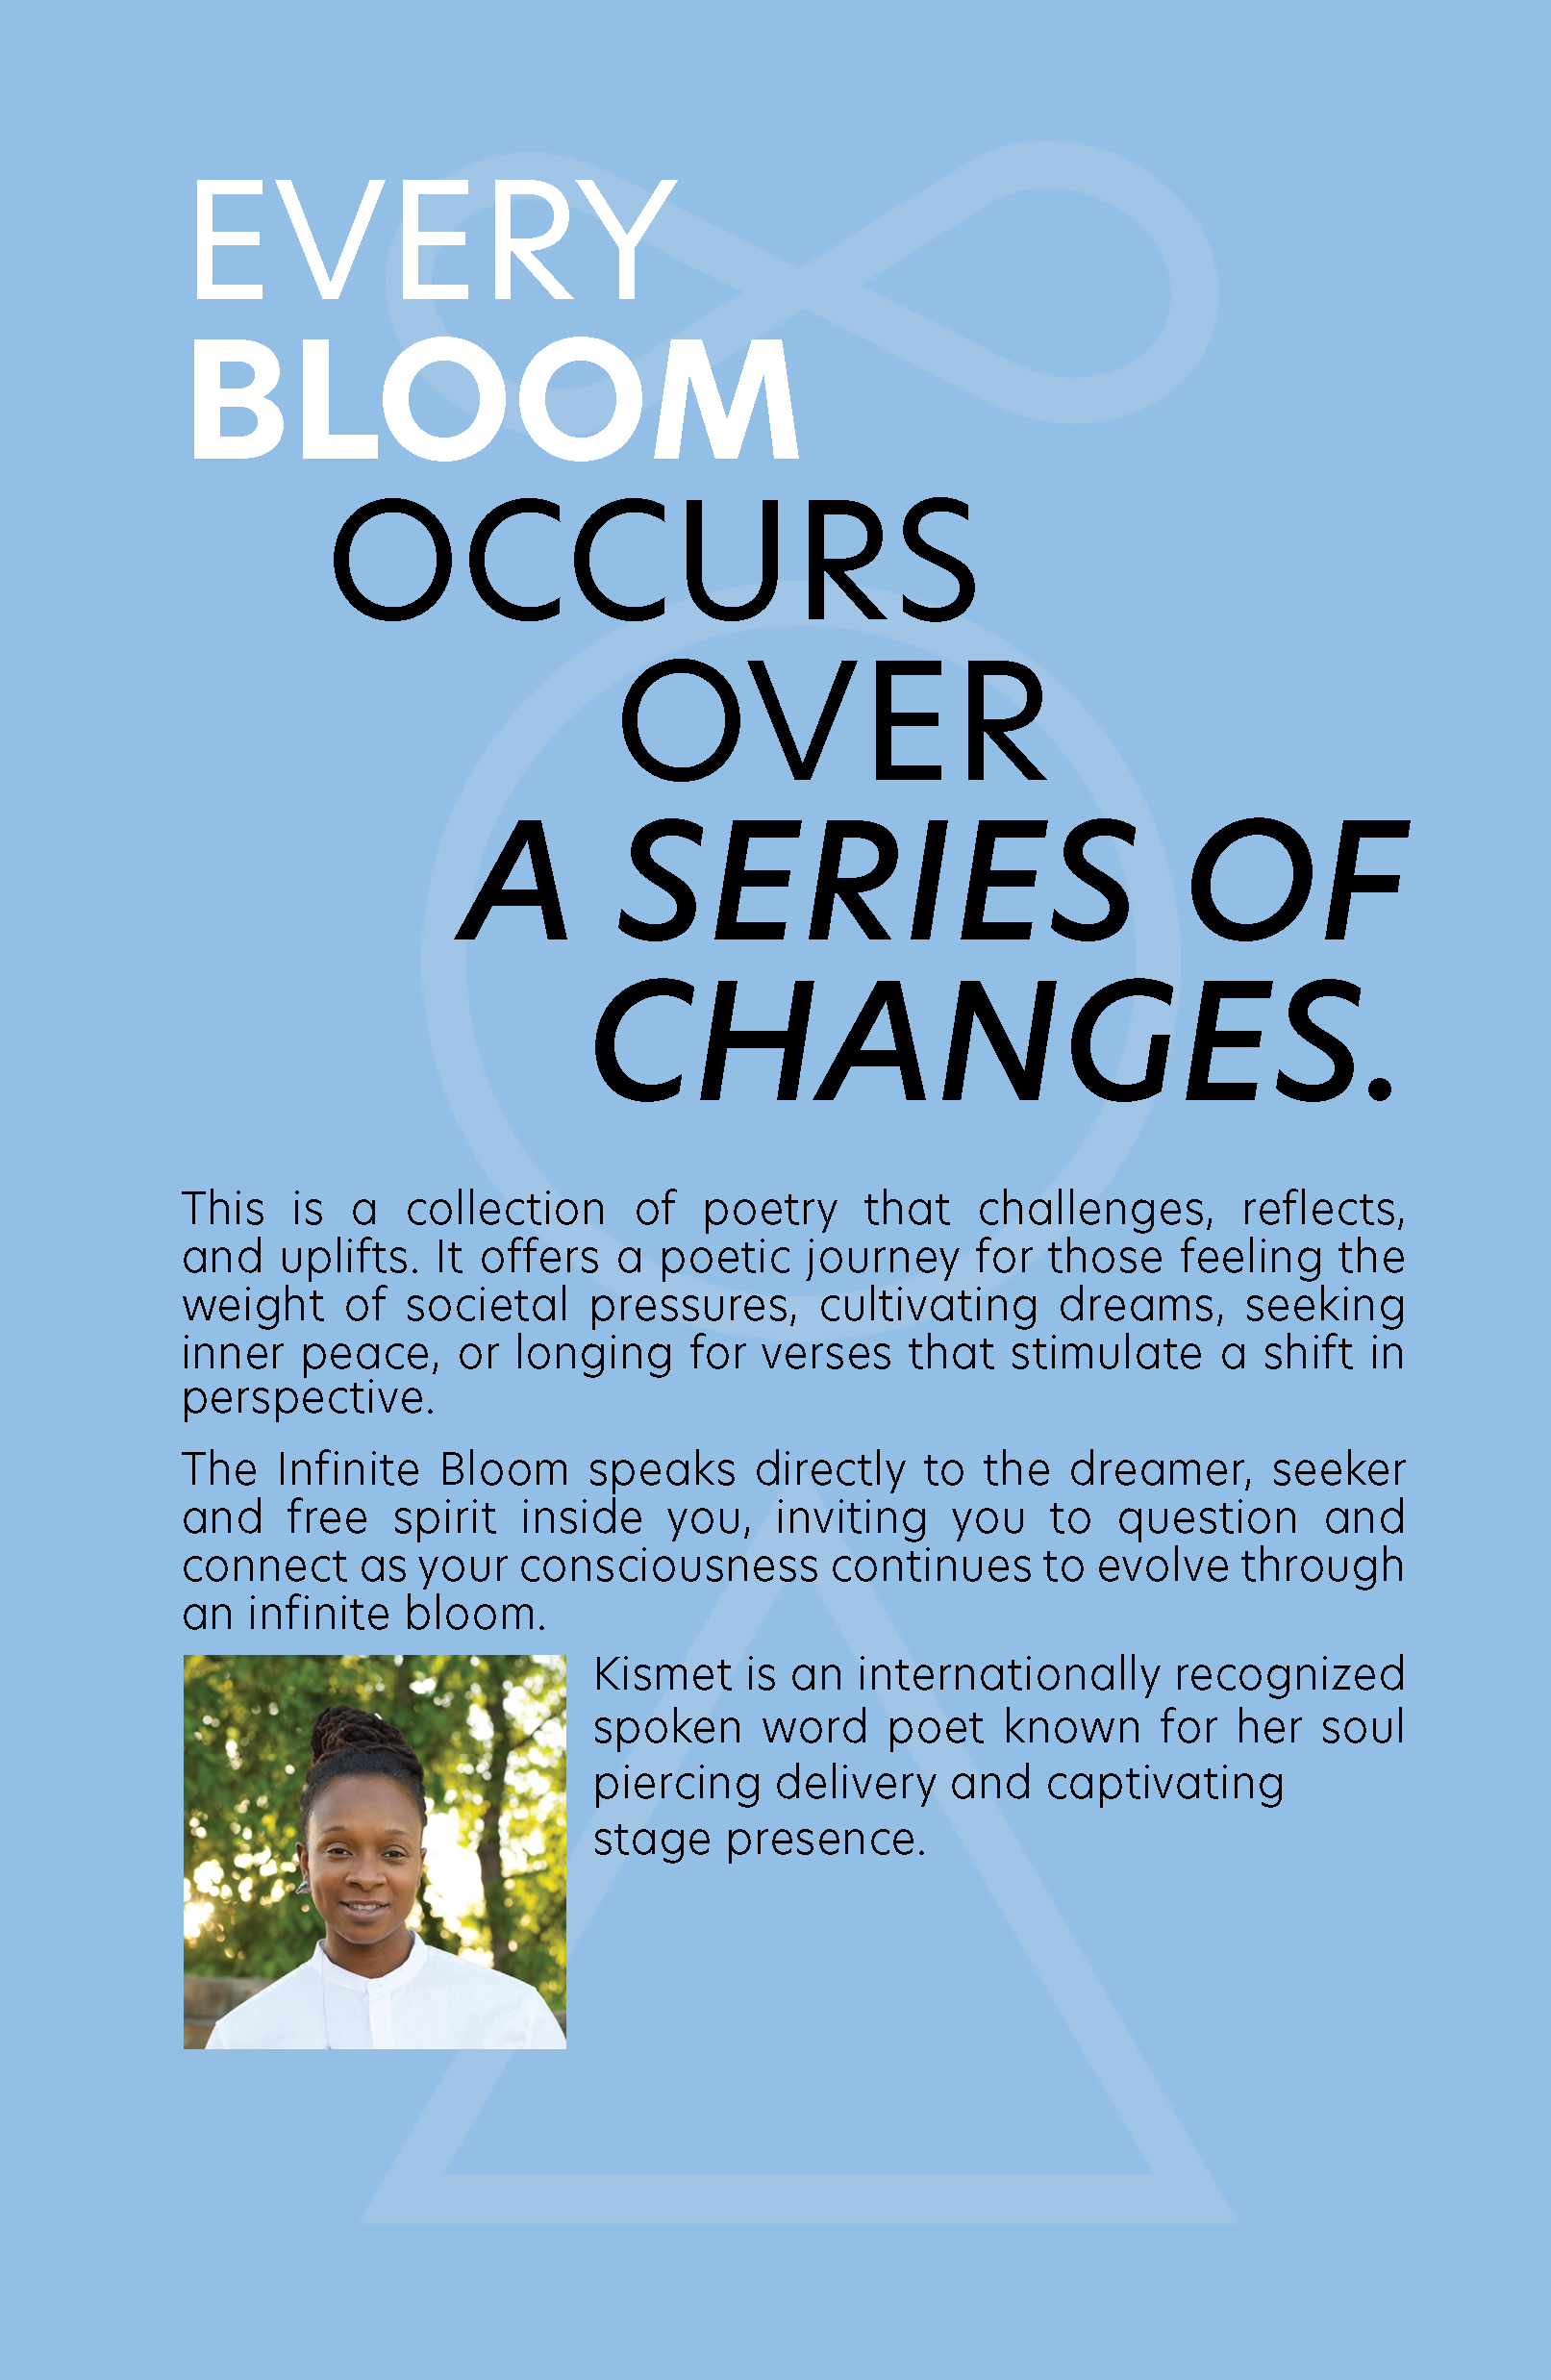 EVERY
BLOOM
OCCURS
OVER
A SERIES OF
CHANGES.
This is a collection of poetry that challenges, reflects,
and uplifts. It offers a poetic journey for those feeling the
weight of societal pressures, cultivating dreams, seeking
inner peace, or longing for verses that stimulate a shift in
perspective.
The Infinite Bloom speaks directly to the dreamer, seeker
and free spirit inside you, inviting you to question and
connect as your consciousness continues to evolve through
an infinite bloom.
Kismet is an internationally recognized
spoken word poet known for her soul
piercing delivery and captivating
stage presence.